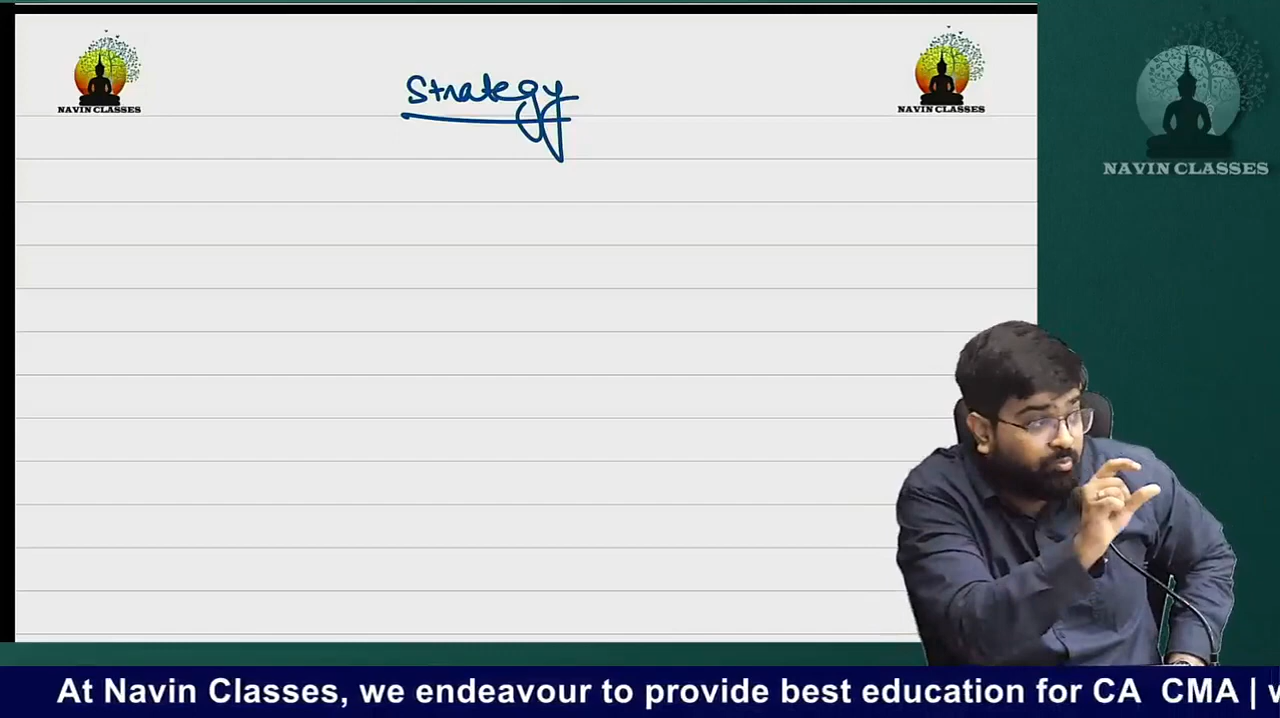 NAVIN CLASSES
Strategy
NAVIN CLASSES
NAVIN CLASSES
At Navin Classes, we endeavour to provide best education for CA CMA |